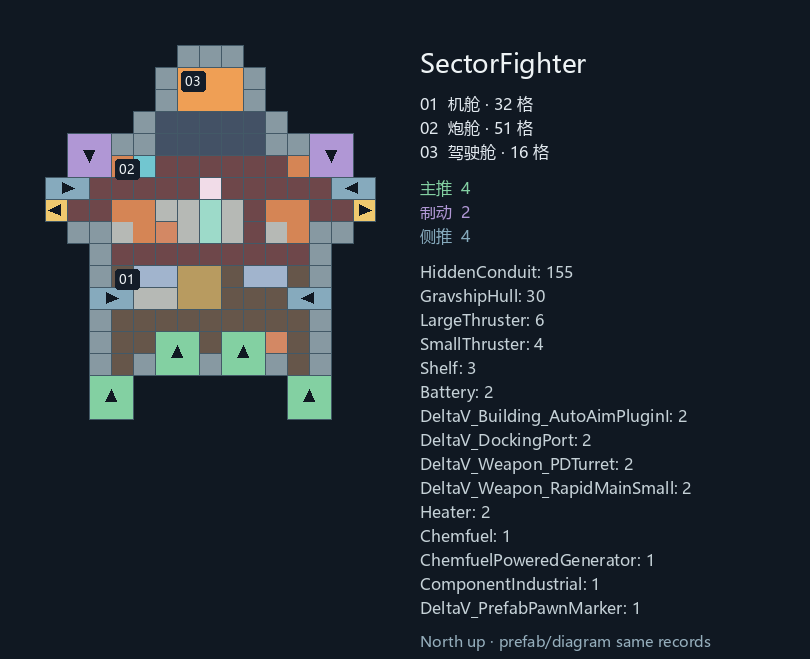 SectorFighter
01 机舱 · 32 格
02 炮舱 · 51 格
03 驾驶舱 · 16 格
主推 4
制动 2
侧推 4
HiddenConduit: 155
GravshipHull: 30
LargeThruster: 6
SmallThruster: 4
Shelf: 3
Battery: 2
DeltaV_Building_AutoAimPluginI: 2
DeltaV_DockingPort: 2
DeltaV_Weapon_PDTurret: 2
DeltaV_Weapon_RapidMainSmall: 2
Heater: 2
Chemfuel: 1
ChemfuelPoweredGenerator: 1
ComponentIndustrial: 1
DeltaV_PrefabPawnMarker: 1
North up · prefab/diagram same records
03
02
01